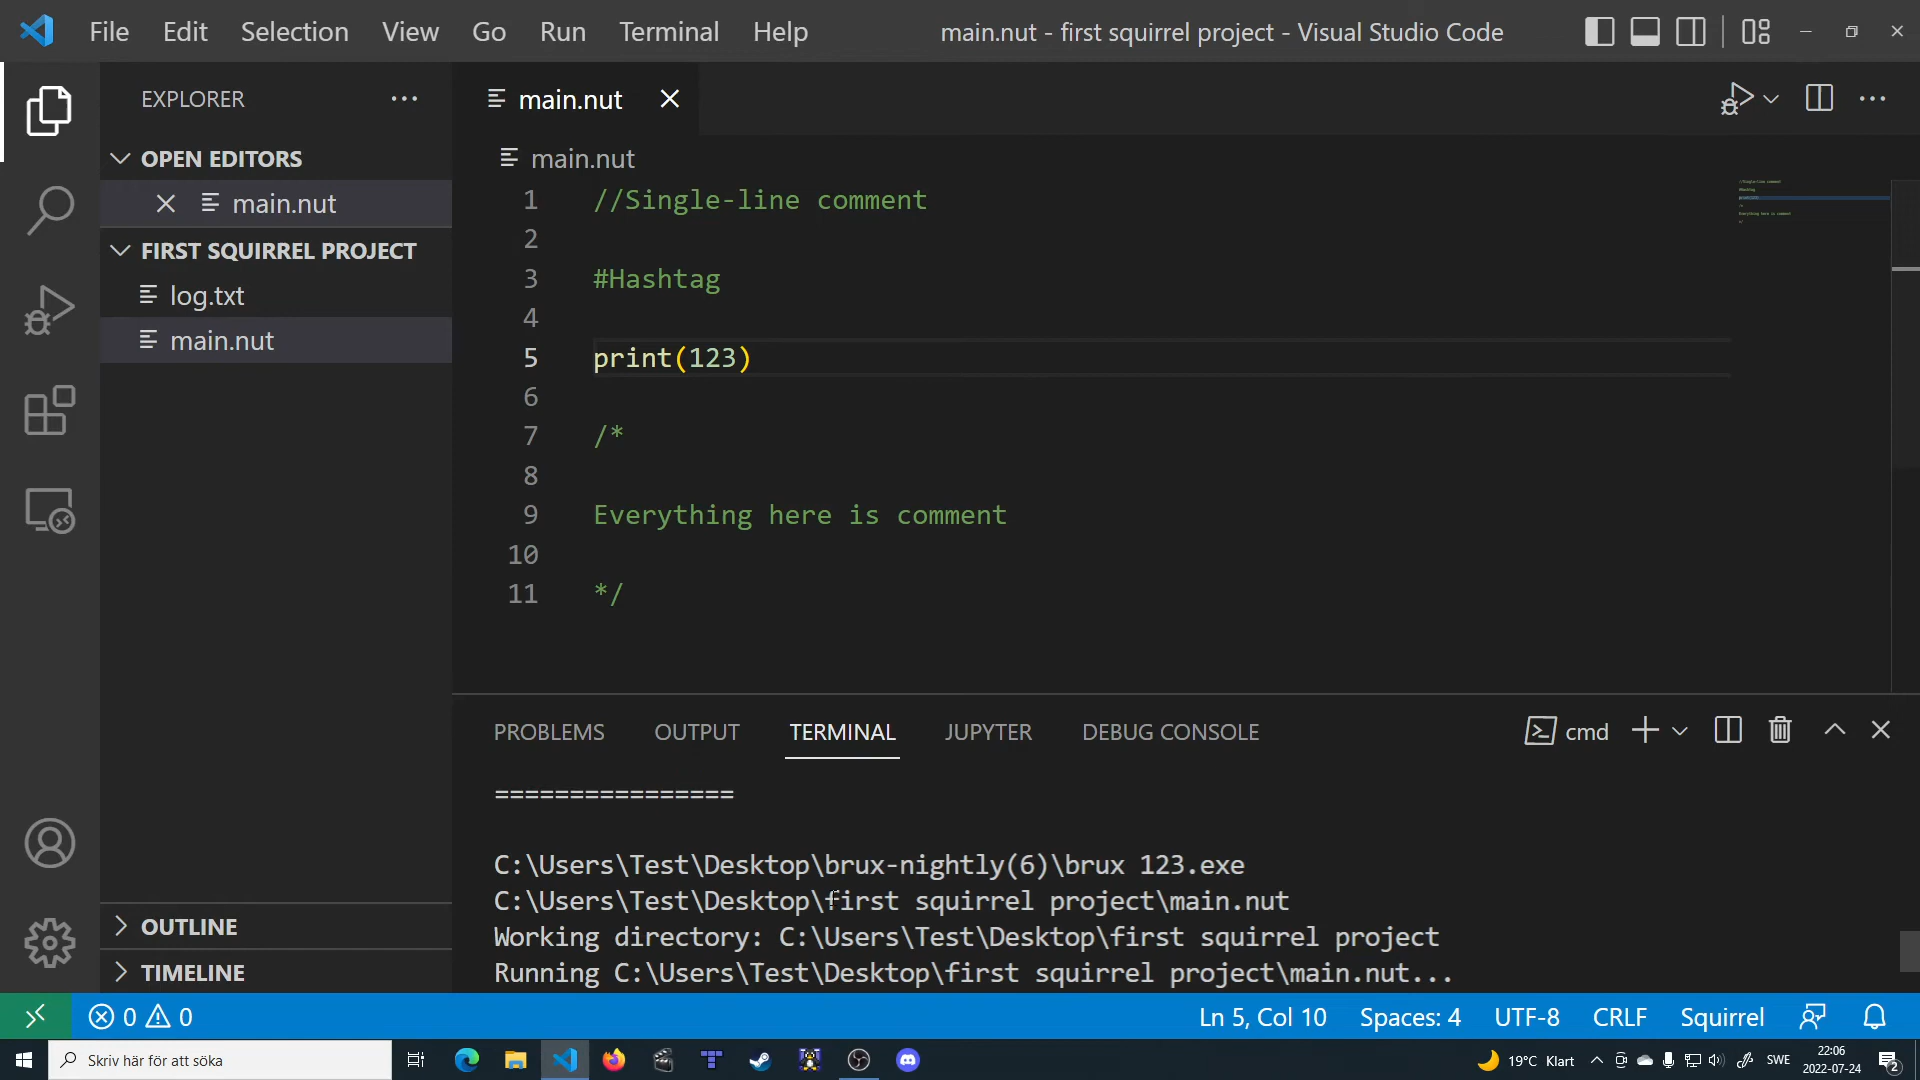 File Edit Selection View Go Run Terminal Help main.nut - first squirrel project - Visual Studio Code
EXPLORER
OPEN EDITORS
main.nut
FIRST SQUIRREL PROJECT
log.txt
main.nut
OUTLINE
TIMELINE
main.nut
main.nut
1 //Single-line comment
2
3 #Hashtag
4
5 print(123)
6
7 /*
8
9 Everything here is comment
10
11 */
PROBLEMS OUTPUT TERMINAL JUPYTER DEBUG CONSOLE cmd
================
C:\Users\Test\Desktop\brux-nightly(6)\brux 123.exe
C:\Users\Test\Desktop\first squirrel project\main.nut
Working directory: C:\Users\Test\Desktop\first squirrel project
Running C:\Users\Test\Desktop\first squirrel project\main.nut...
0 0 Ln 5, Col 10 Spaces: 4 UTF-8 CRLF Squirrel
Skriv här för att söka 19°C Klart SWE 22:06
2022-07-24 2